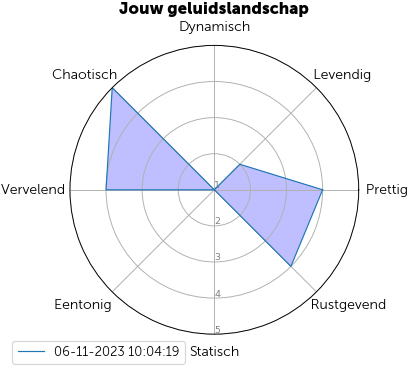 Jouw geluidslandschap
Dynamisch
Chaotisch
Levendig
Vervelend
1
Prettig
2
3
4
Eentonig
Rustgevend
5
06-11-2023 10:04:19
Statisch